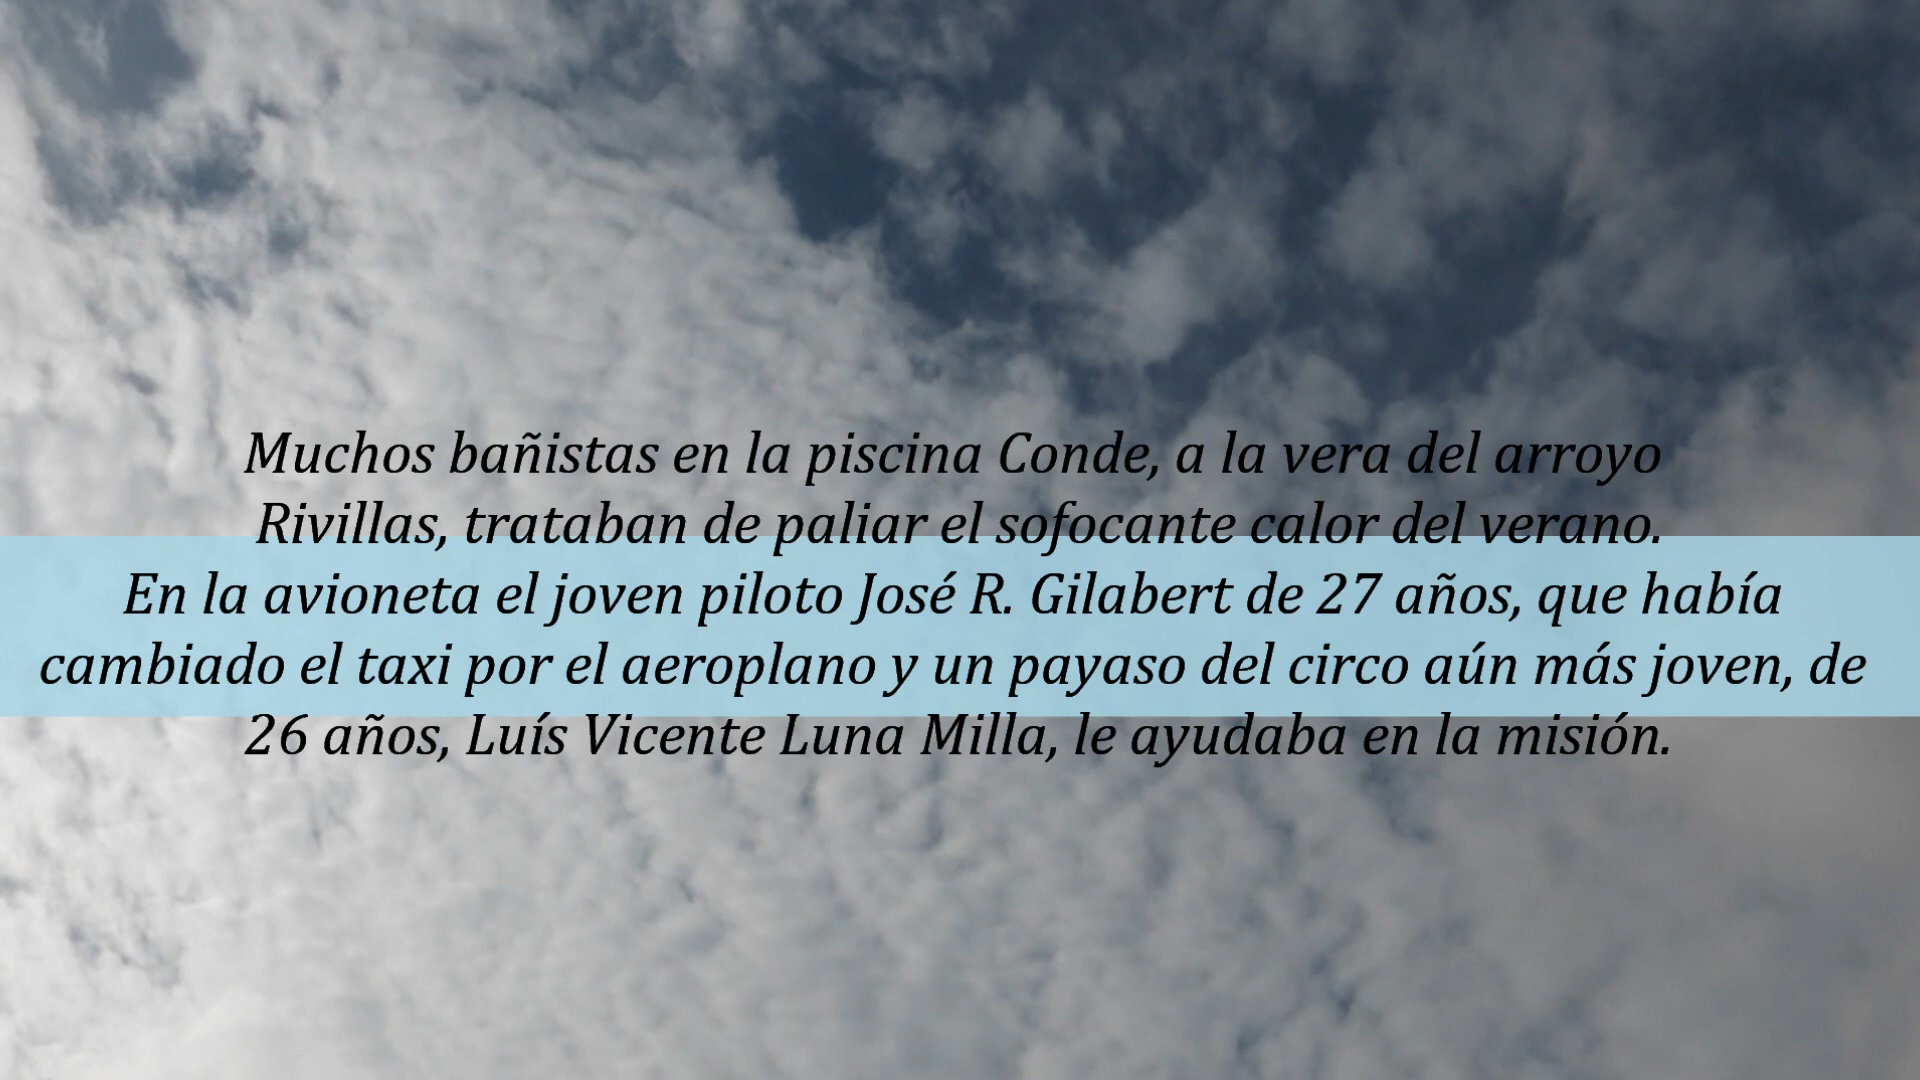 Muchos bañistas en la piscina Conde, a la vera del arroyo
Rivillas, trataban de paliar el sofocante calor del verano.
En la avioneta el joven piloto José R. Gilabert de 27 años, que había
cambiado el taxi por el aeroplano y un payaso del circo aún más joven, de
26 años, Luís Vicente Luna Milla, le ayudaba en la misión.